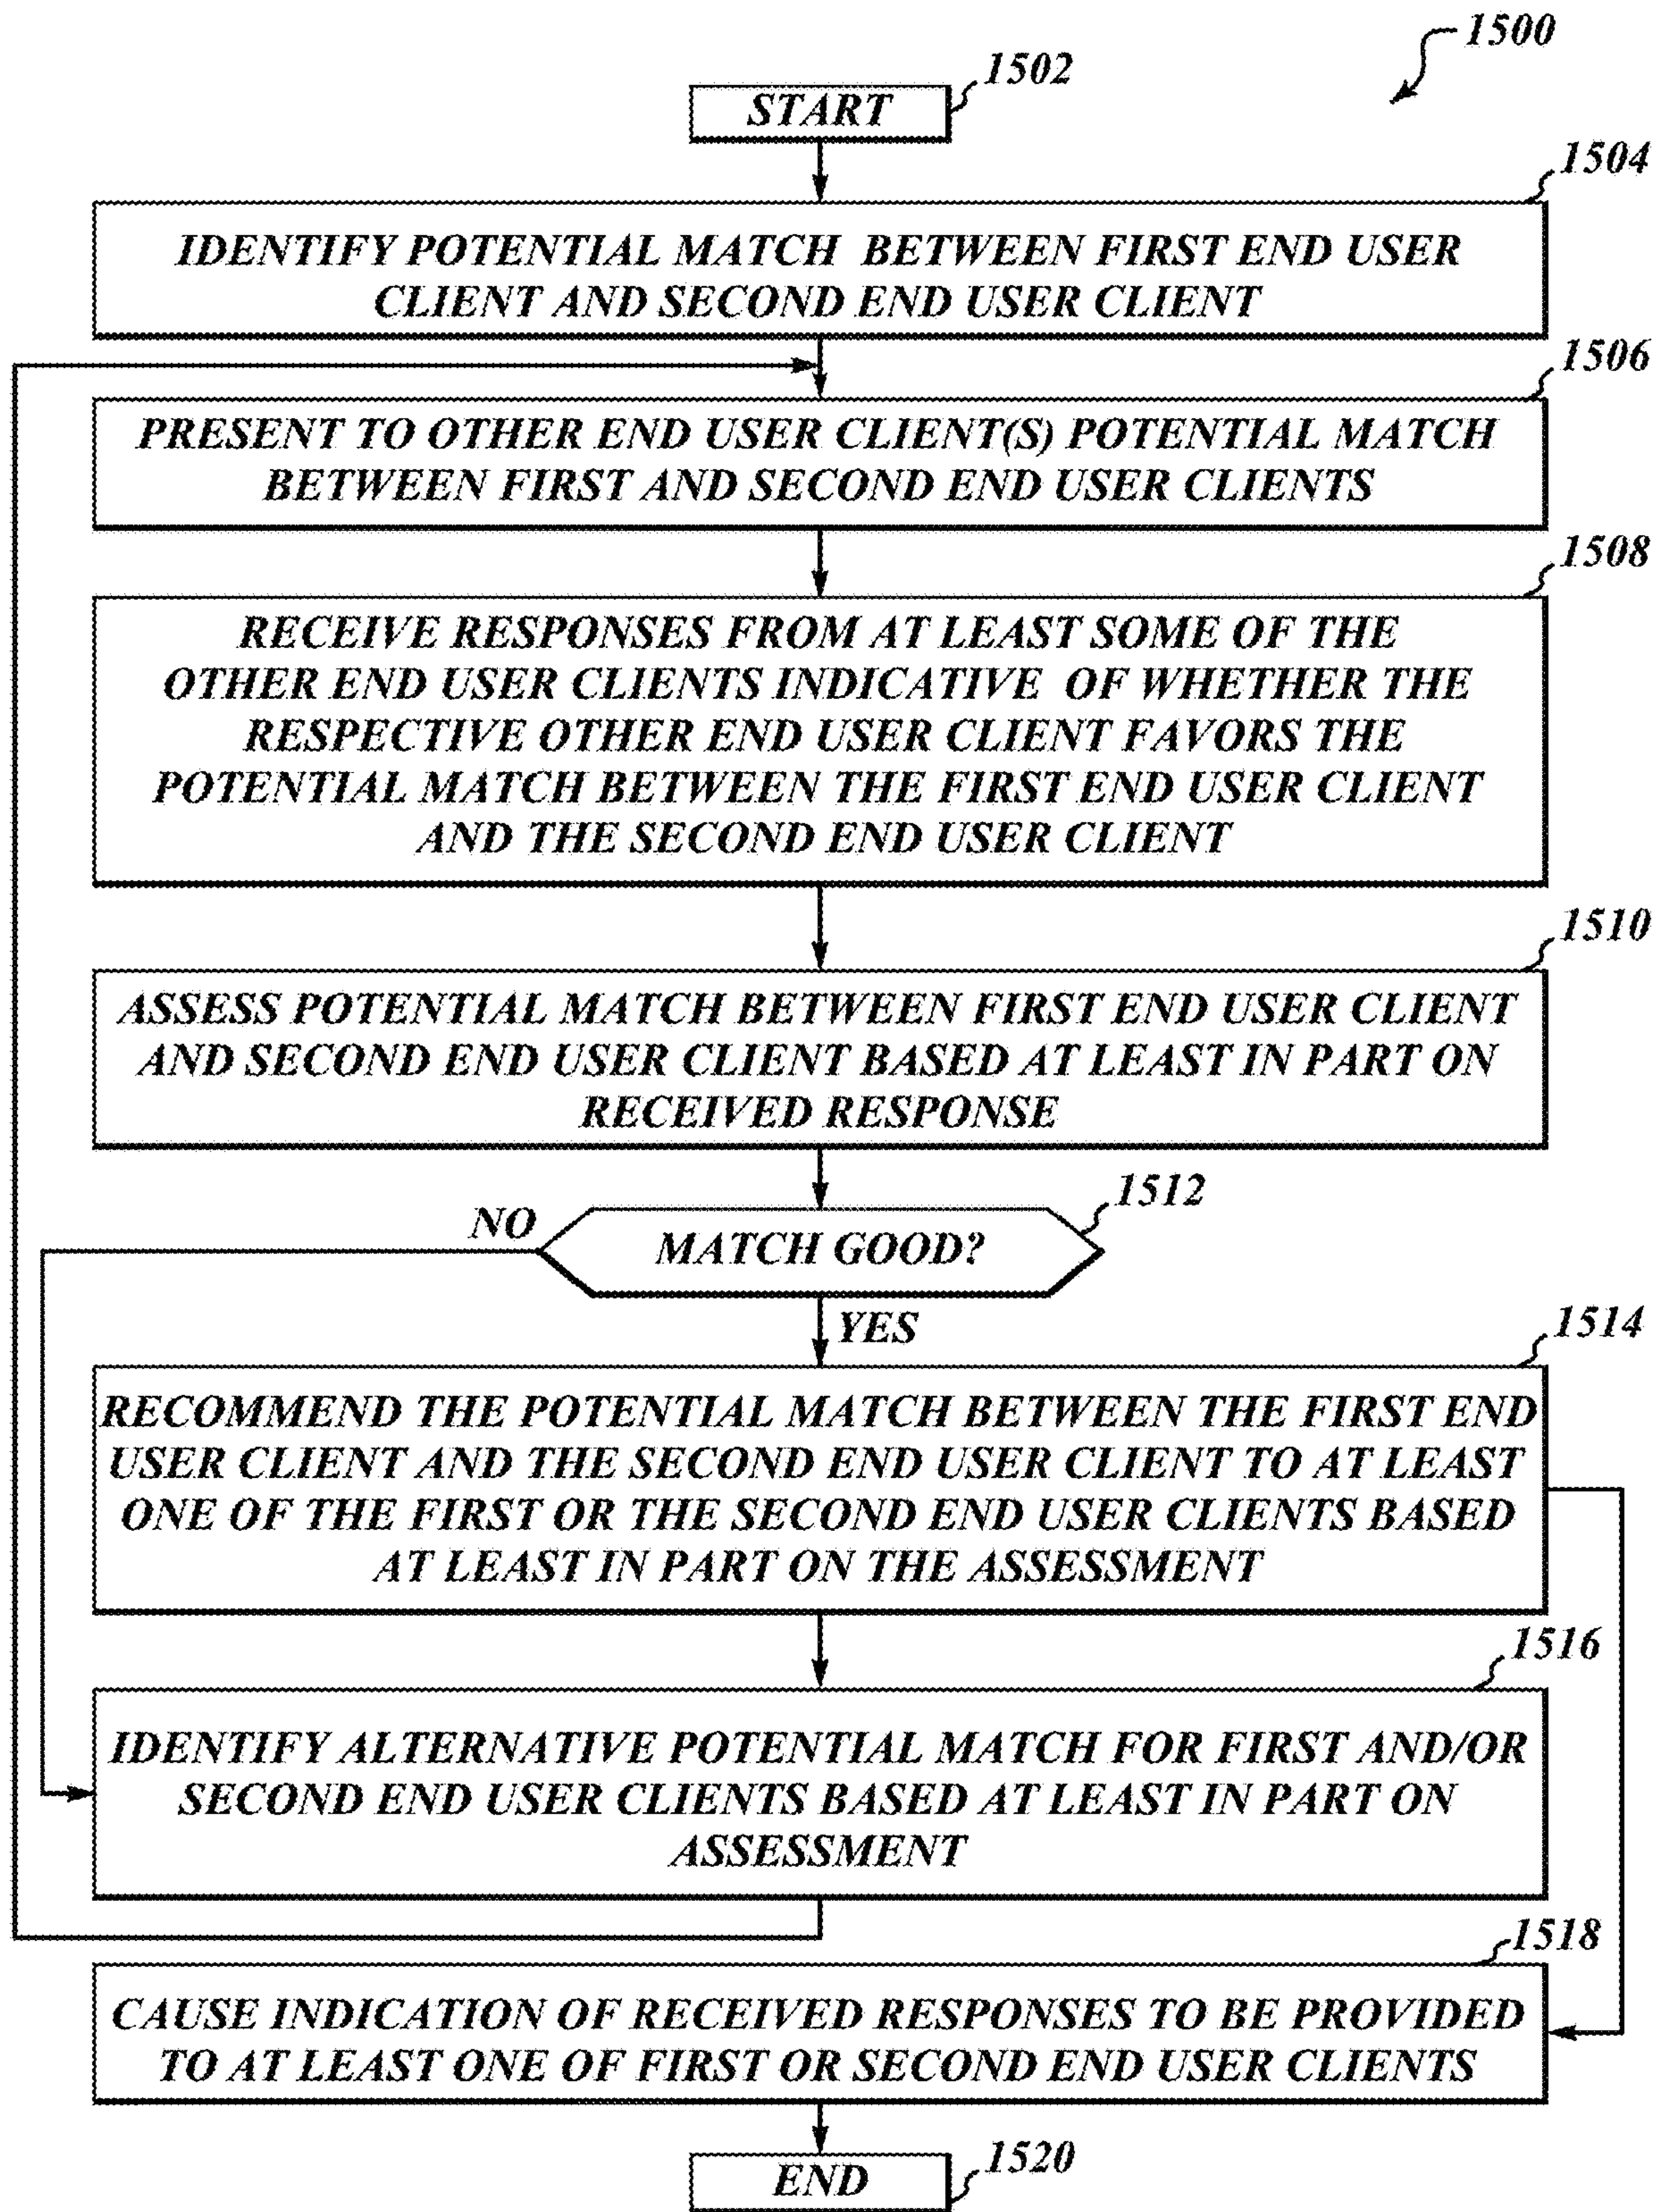 1500
1502
START
1504
IDENTIFY POTENTIAL MATCH BETWEEN FIRST END USER
CLIENT AND SECOND END USER CLIENT
1506
PRESENT TO OTHER END USER CLIENT(S) POTENTIAL MATCH
BETWEEN FIRST AND SECOND END USER CLIENTS
1508
RECEIVE RESPONSES FROM AT LEAST SOME OF THE
OTHER END USER CLIENTS INDICATIVE OF WHETHER THE
RESPECTIVE OTHER END USER CLIENT FAVORS THE
POTENTIAL MATCH BETWEEN THE FIRST END USER CLIENT
AND THE SECOND END USER CLIENT
1510
ASSESS POTENTIAL MATCH BETWEEN FIRST END USER CLIENT
AND SECOND END USER CLIENT BASED AT LEAST IN PART ON
RECEIVED RESPONSE
1512
NO
MATCH GOOD?
YES
1514
RECOMMEND THE POTENTIAL MATCH BETWEEN THE FIRST END
USER CLIENT AND THE SECOND END USER CLIENT TO AT LEAST
ONE OF THE FIRST OR THE SECOND END USER CLIENTS BASED
AT LEAST IN PART ON THE ASSESSMENT
1516
IDENTIFY ALTERNATIVE POTENTIAL MATCH FOR FIRST AND/OR
SECOND END USER CLIENTS BASED AT LEAST IN PART ON
ASSESSMENT
1518
CAUSE INDICATION OF RECEIVED RESPONSES TO BE PROVIDED
TO AT LEAST ONE OF FIRST OR SECOND END USER CLIENTS
END
1520